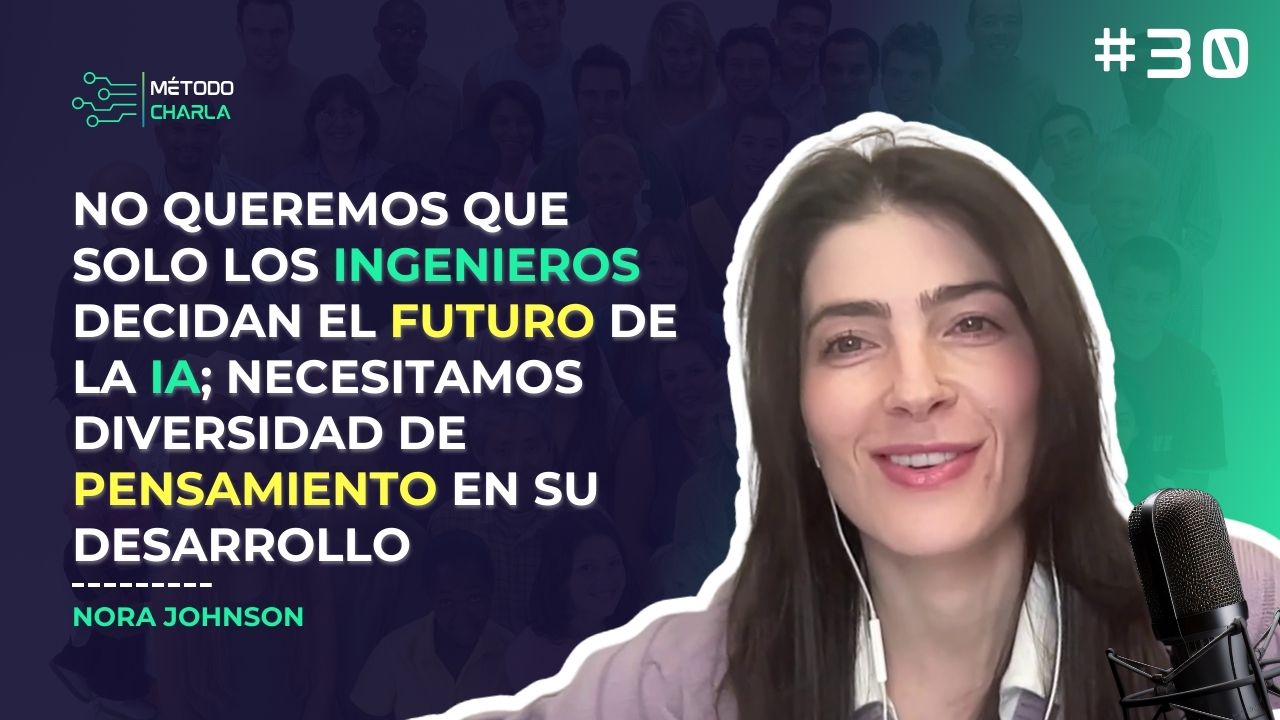 #30
MÉTODO
CHARLA
NO QUEREMOS QUE
SOLO LOS INGENIEROS
DECIDAN EL FUTURO DE
LA IA; NECESITAMOS
DIVERSIDAD DE
PENSAMIENTO EN SU
DESARROLLO
NORA JOHNSON